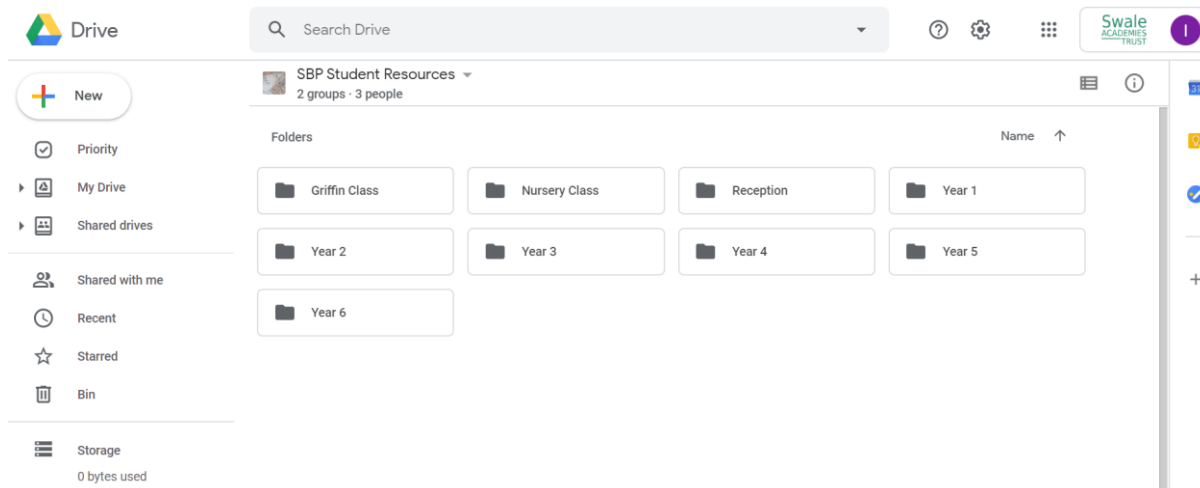 Drive
Search Drive
Swale
ACADEMIES
TRUST
I
New
SBP Student Resources
2 groups · 3 people
Priority
My Drive
Shared drives
Shared with me
Recent
Starred
Bin
Storage
0 bytes used
Folders
Name
Griffin Class
Nursery Class
Reception
Year 1
Year 2
Year 3
Year 4
Year 5
Year 6
31